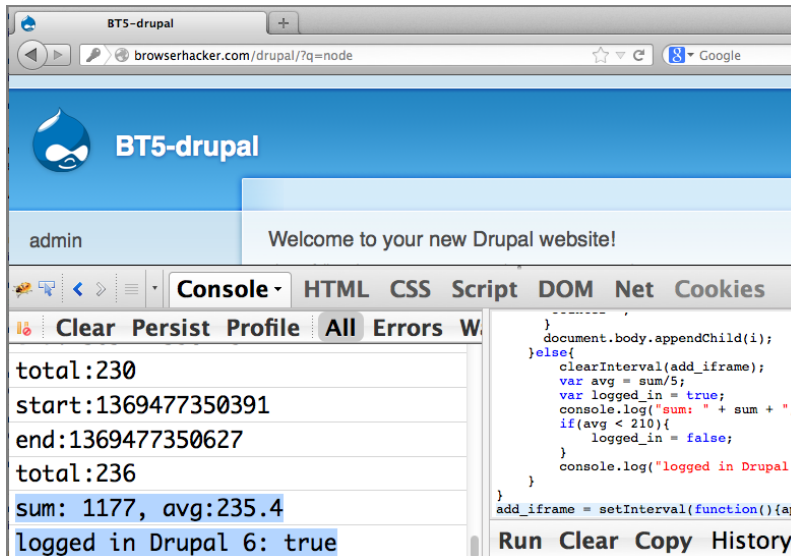 BT5-drupal
browserhacker.com/drupal/?q=node
Google
BT5-drupal
admin
Welcome to your new Drupal website!
Console HTML CSS Script DOM Net Cookies
Clear Persist Profile All Errors
total:230
start:1369477350391
end:1369477350627
total:236
sum: 1177, avg:235.4
logged in Drupal 6: true
}
document.body.appendChild(i);
}else{
clearInterval(add_iframe);
var avg = sum/5;
var logged_in = true;
console.log("sum: " + sum + "
if(avg < 210){
logged_in = false;
}
console.log("logged in Drupal
}
}
add_iframe = setInterval(function(){ap
Run Clear Copy History